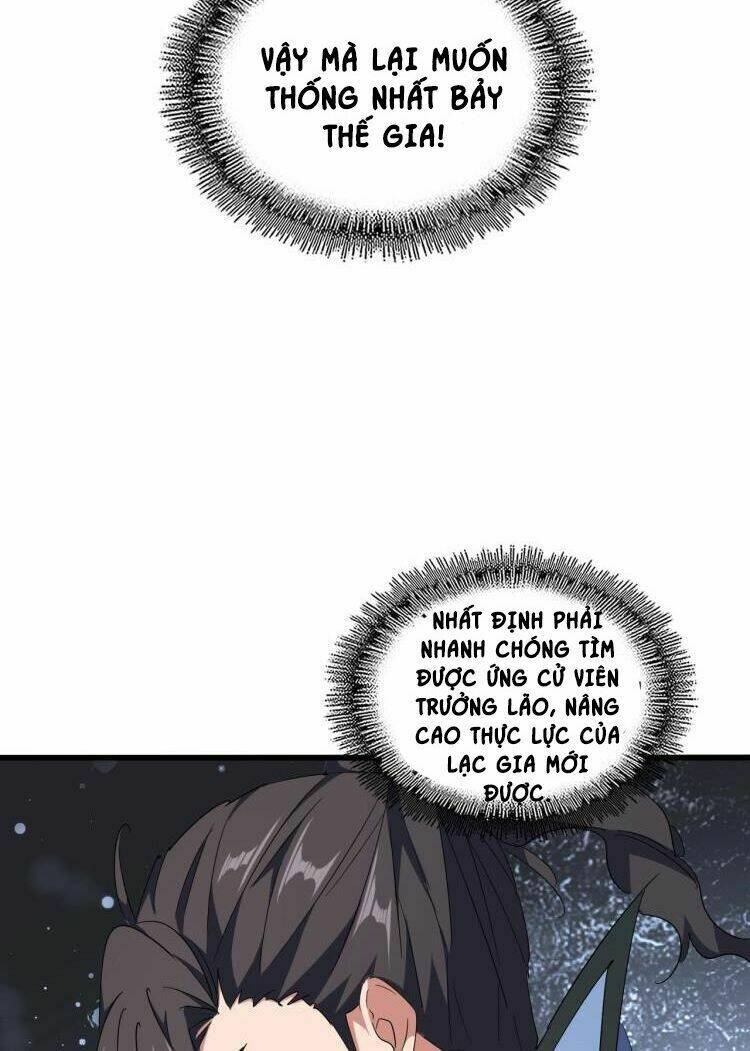 VẬY MÀ LẠI MUỐN
THỐNG NHẤT BẢY
THẾ GIA!
NHẤT ĐỊNH PHẢI
NHANH CHÓNG TÌM
ĐƯỢC ỨNG CỬ VIÊN
TRƯỞNG LÃO, NÂNG
CAO THỰC LỰC CỦA
LẠC GIA MỚI
ĐƯỢC.